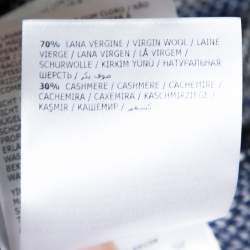 70% LANA VERGINE / VIRGIN WOOL / LAINE
VIERGE / LANA VIRGEN / LÃ VIRGEM /
SCHURWOLLE / KIRKIM YUNU / НАТУРАЛЬНАЯ
ШЕРСТЬ / صوف بكر
30% CASHMERE / CASHMERE / CACHEMIRE /
CACHEMIRA / CAXEMIRA / KASCHMIRZIEGE /
KAŞMIR / КАШЕМИР / كشمير